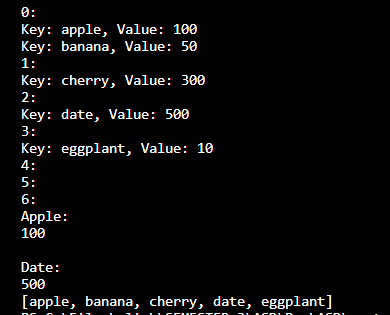 0:
Key: apple, Value: 100
Key: banana, Value: 50
1:
Key: cherry, Value: 300
2:
Key: date, Value: 500
3:
Key: eggplant, Value: 10
4:
5:
6:
Apple:
100

Date:
500
[apple, banana, cherry, date, eggplant]